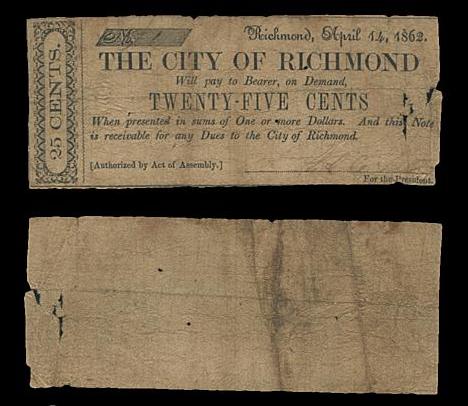 25 CENTS.
No. 1
Richmond, April 14, 1862.
THE CITY OF RICHMOND
Will pay to Bearer, on Demand,
TWENTY-FIVE CENTS
When presented in sums of One or more Dollars. And this Note
is receivable for any Dues to the City of Richmond.
[Authorized by Act of Assembly.]
For the President.